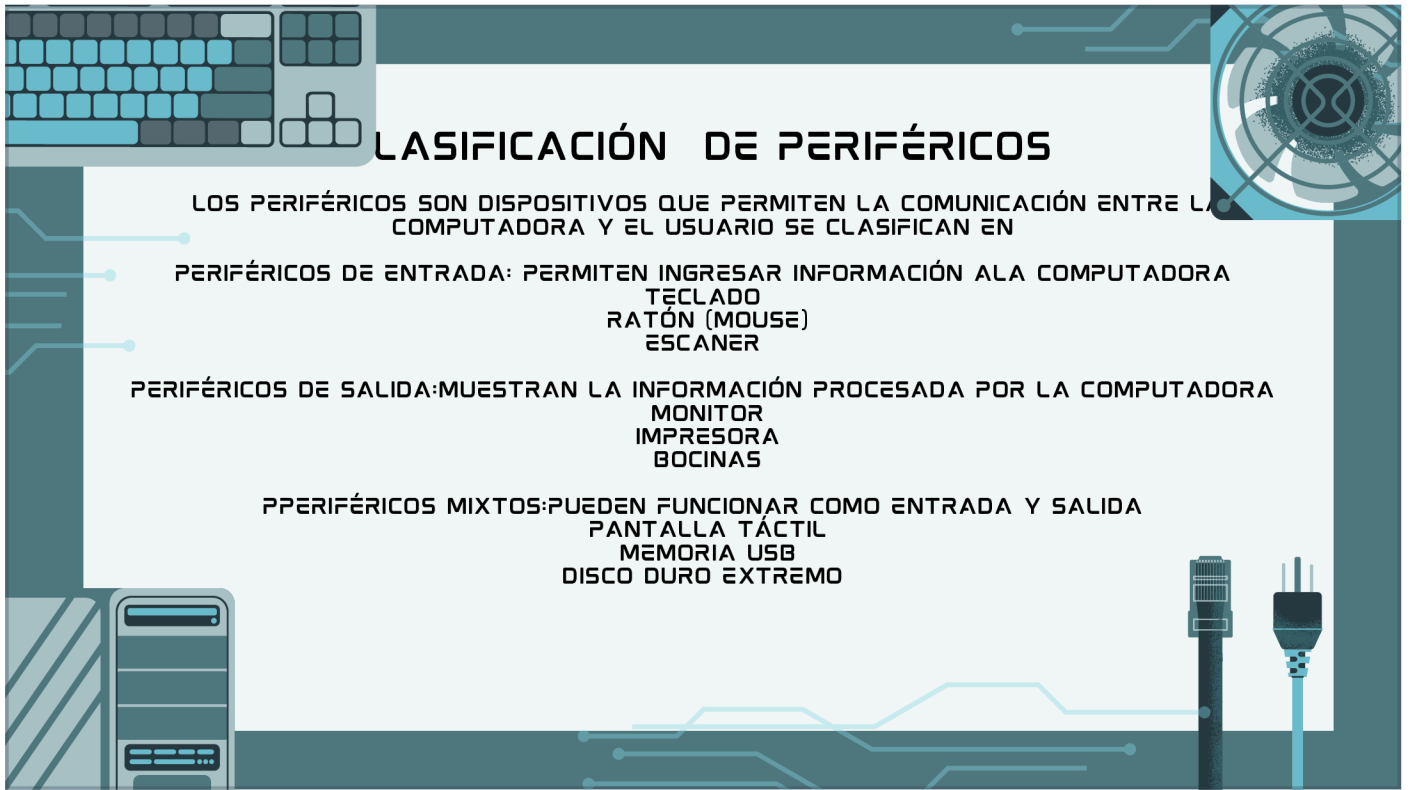 LASIFICACIÓN DE PERIFÉRICOS
LOS PERIFÉRICOS SON DISPOSITIVOS QUE PERMITEN LA COMUNICACIÓN ENTRE LA
COMPUTADORA Y EL USUARIO SE CLASIFICAN EN
PERIFÉRICOS DE ENTRADA: PERMITEN INGRESAR INFORMACIÓN ALA COMPUTADORA
TECLADO
RATÓN (MOUSE)
ESCANER
PERIFÉRICOS DE SALIDA:MUESTRAN LA INFORMACIÓN PROCESADA POR LA COMPUTADORA
MONITOR
IMPRESORA
BOCINAS
PPERIFÉRICOS MIXTOS:PUEDEN FUNCIONAR COMO ENTRADA Y SALIDA
PANTALLA TÁCTIL
MEMORIA USB
DISCO DURO EXTREMO